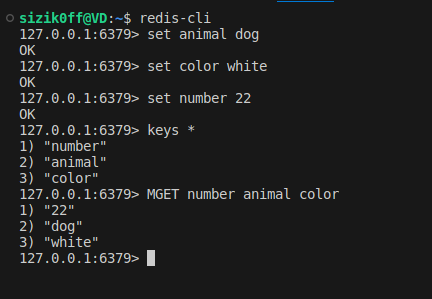 sizik0ff@VD:~$ redis-cli
127.0.0.1:6379> set animal dog
OK
127.0.0.1:6379> set color white
OK
127.0.0.1:6379> set number 22
OK
127.0.0.1:6379> keys *
1) "number"
2) "animal"
3) "color"
127.0.0.1:6379> MGET number animal color
1) "22"
2) "dog"
3) "white"
127.0.0.1:6379>